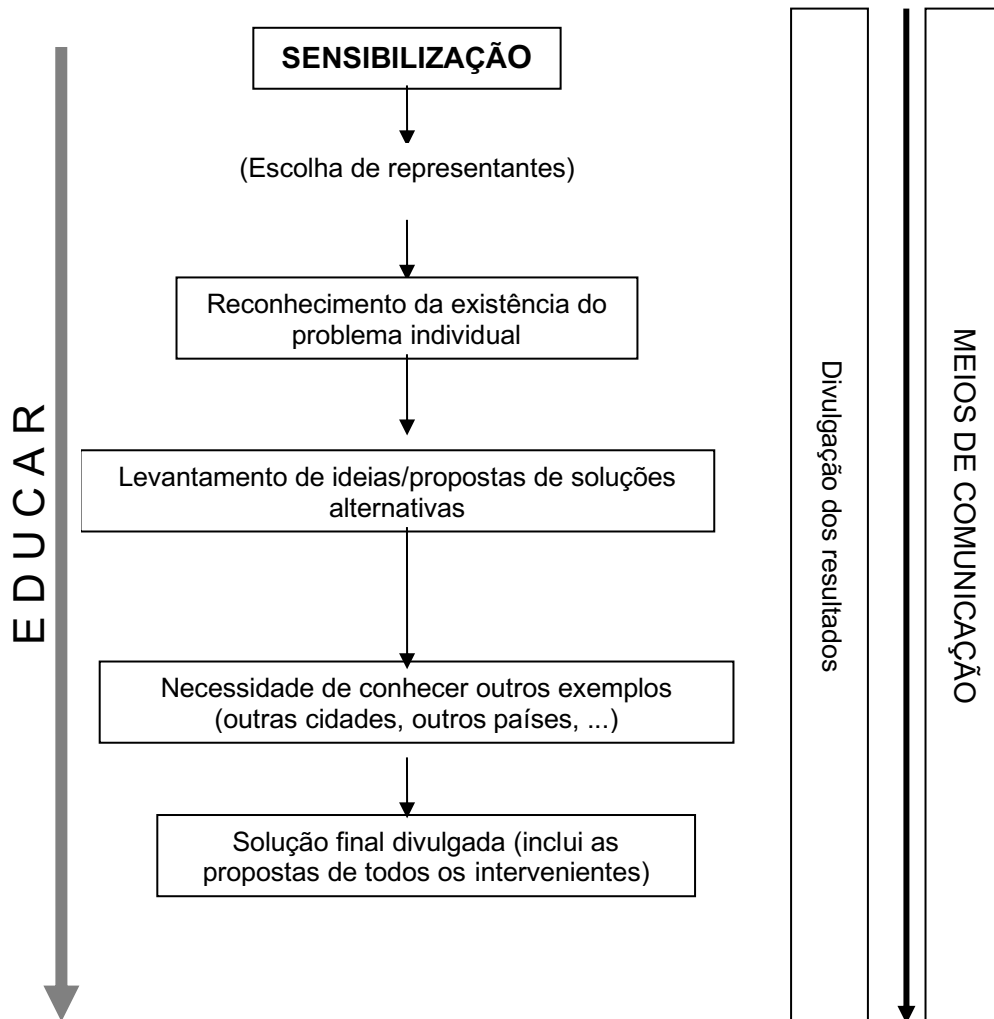 SENSIBILIZAÇÃO
(Escolha de representantes)
Reconhecimento da existência do
problema individual
Levantamento de ideias/propostas de soluções
alternativas
Necessidade de conhecer outros exemplos
(outras cidades, outros países, ...)
Solução final divulgada (inclui as
propostas de todos os intervenientes)
E D U C A R
Divulgação dos resultados
MEIOS DE COMUNICAÇÃO